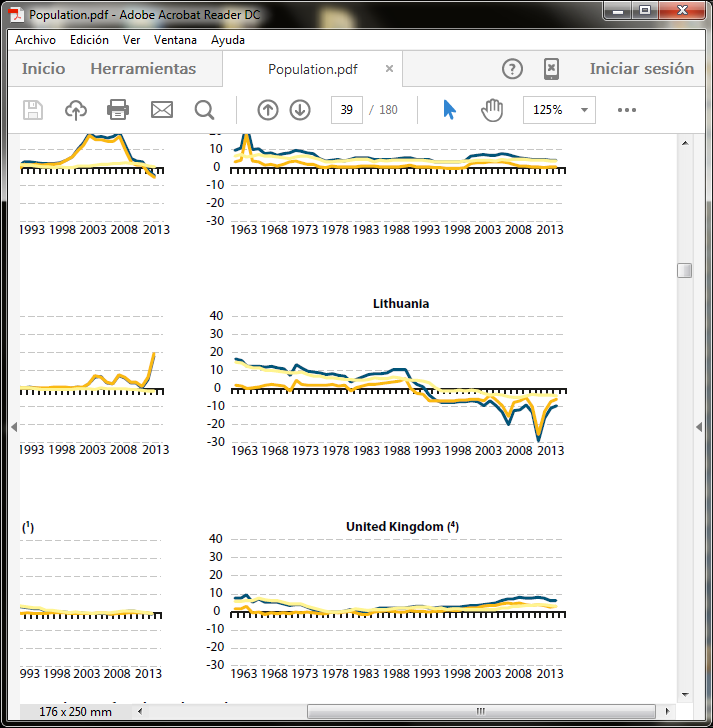 Population.pdf - Adobe Acrobat Reader DC
Archivo Edición Ver Ventana Ayuda
Inicio Herramientas Population.pdf × Iniciar sesión
39 / 180 125%
10
0
-10
-20
-30
1993 1998 2003 2008 2013
1963 1968 1973 1978 1983 1988 1993 1998 2003 2008 2013
Lithuania
40
30
20
10
0
-10
-20
-30
1993 1998 2003 2008 2013
1963 1968 1973 1978 1983 1988 1993 1998 2003 2008 2013
(¹)
United Kingdom (⁴)
40
30
20
10
0
-10
-20
-30
993 1998 2003 2008 2013
1963 1968 1973 1978 1983 1988 1993 1998 2003 2008 2013
176 x 250 mm